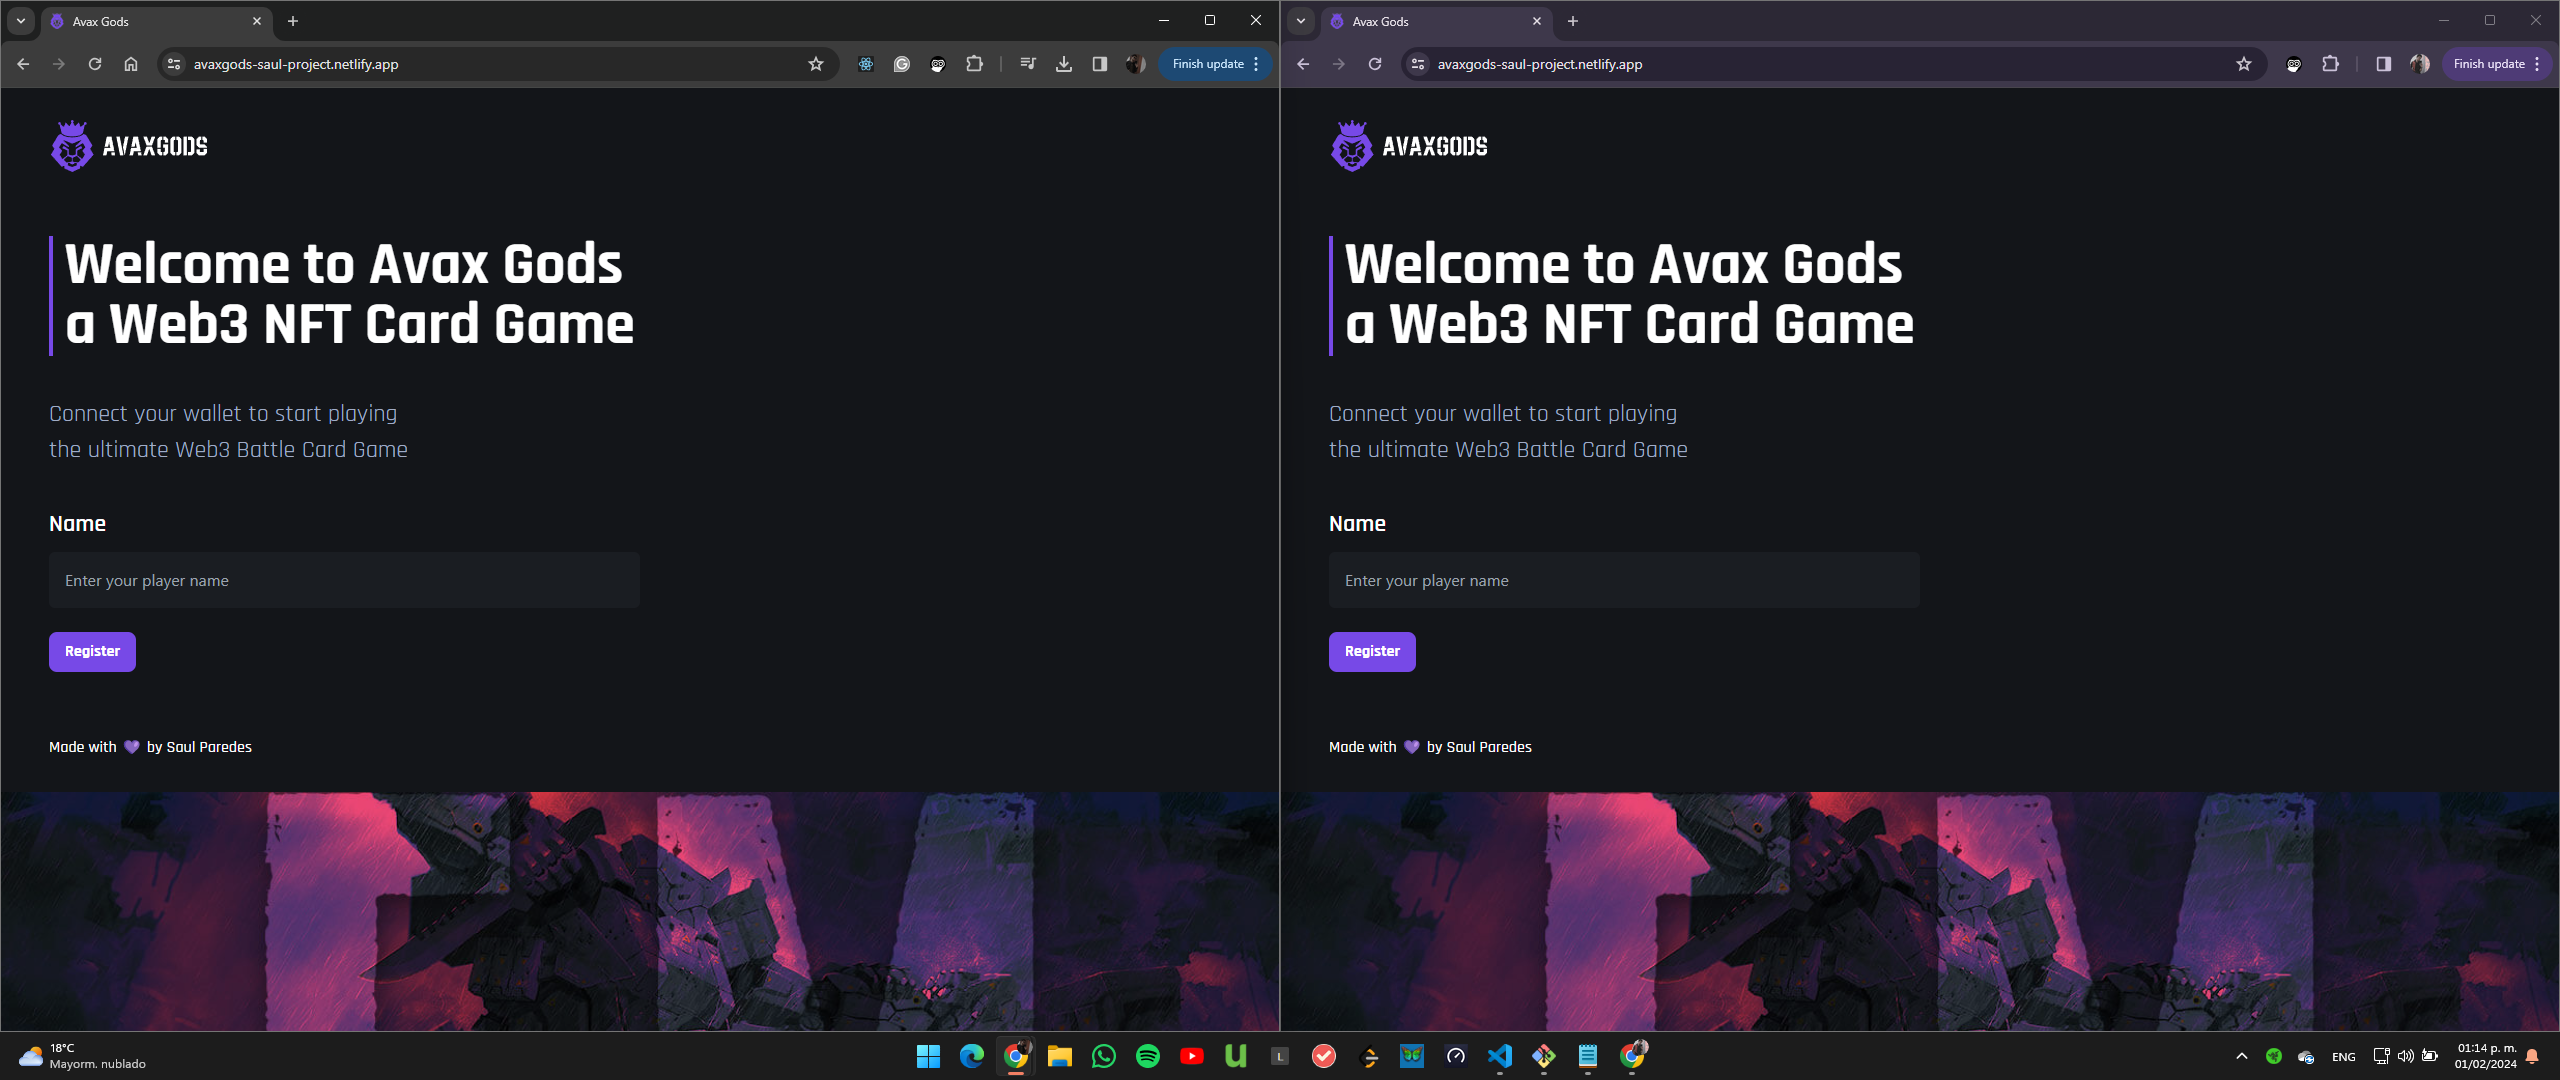 Avax Gods
avaxgods-saul-project.netlify.app
Finish update
AVAXGODS
Welcome to Avax Gods
a Web3 NFT Card Game
Connect your wallet to start playing
the ultimate Web3 Battle Card Game
Name
Enter your player name
Register
Made with 💜 by Saul Paredes
Avax Gods
avaxgods-saul-project.netlify.app
Finish update
AVAXGODS
Welcome to Avax Gods
a Web3 NFT Card Game
Connect your wallet to start playing
the ultimate Web3 Battle Card Game
Name
Enter your player name
Register
Made with 💜 by Saul Paredes
18°C
Mayorm. nublado
L
ENG
01:14 p. m.
01/02/2024